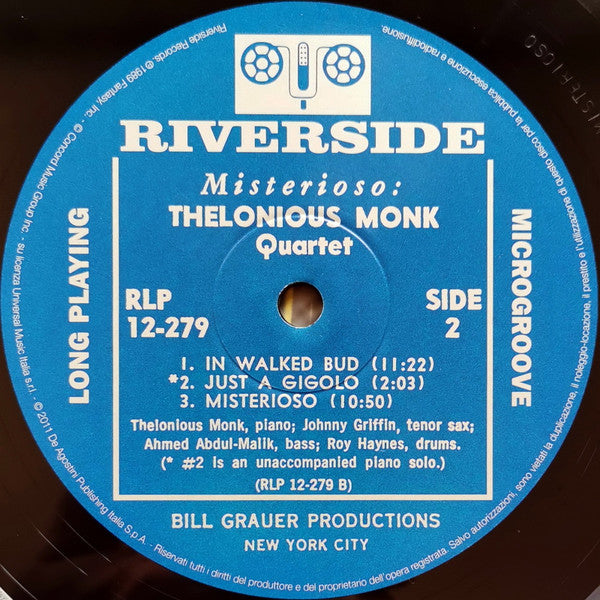 RIVERSIDE
Misterioso:
THELONIOUS MONK
Quartet
LONG PLAYING
MICROGROOVE
RLP
12-279
SIDE
2
1. IN WALKED BUD (11:22)
*2. JUST A GIGOLO (2:03)
3. MISTERIOSO (10:50)
Thelonious Monk, piano; Johnny Griffin, tenor sax;
Ahmed Abdul-Malik, bass; Roy Haynes, drums.
(* #2 is an unaccompanied piano solo.)
(RLP 12-279 B)
BILL GRAUER PRODUCTIONS
NEW YORK CITY
© 2011 De Agostini Publishing Italia S.p.A. - su licenza Universal Music Italia s.r.l. - © Concord Music Group Inc - Riverside Records ℗ 1988 Fantasy, Inc.
Riservati tutti i diritti del produttore e del proprietario dell'opera registrata. Salvo autorizzazioni, sono vietati la duplicazione, il noleggio-locazione, il prestito e l'utilizzazione di questo disco per la pubblica esecuzione e radiodiffusione.
MISTERIOSO